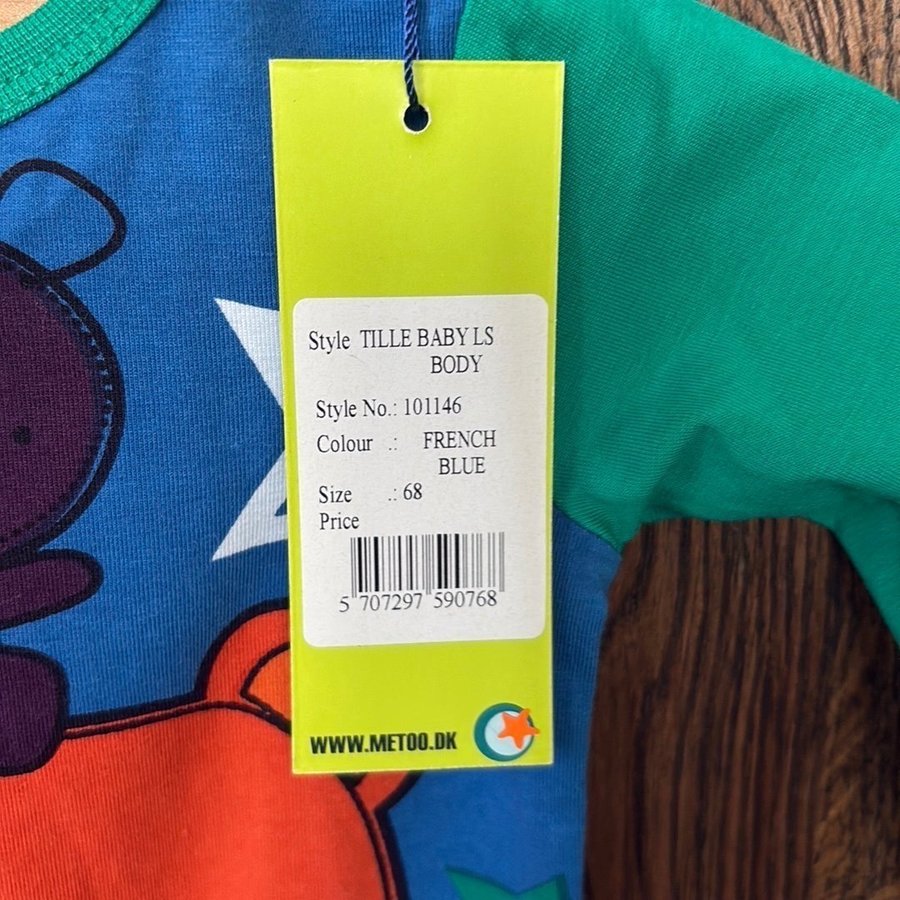 Style TILLE BABY LS
BODY
Style No.: 101146
Colour .: FRENCH
BLUE
Size .: 68
Price
5 707297 590768
WWW.METOO.DK